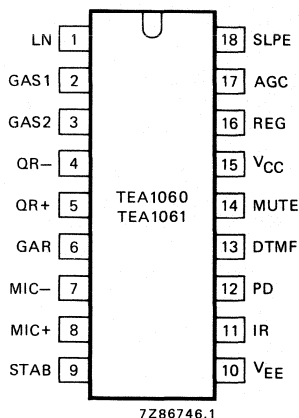 LN 1 18 SLPE
GAS1 2 17 AGC
GAS2 3 16 REG
QR− 4 15 VCC
QR+ 5 14 MUTE
TEA1060
TEA1061
GAR 6 13 DTMF
MIC− 7 12 PD
MIC+ 8 11 IR
STAB 9 10 VEE
7Z86746.1